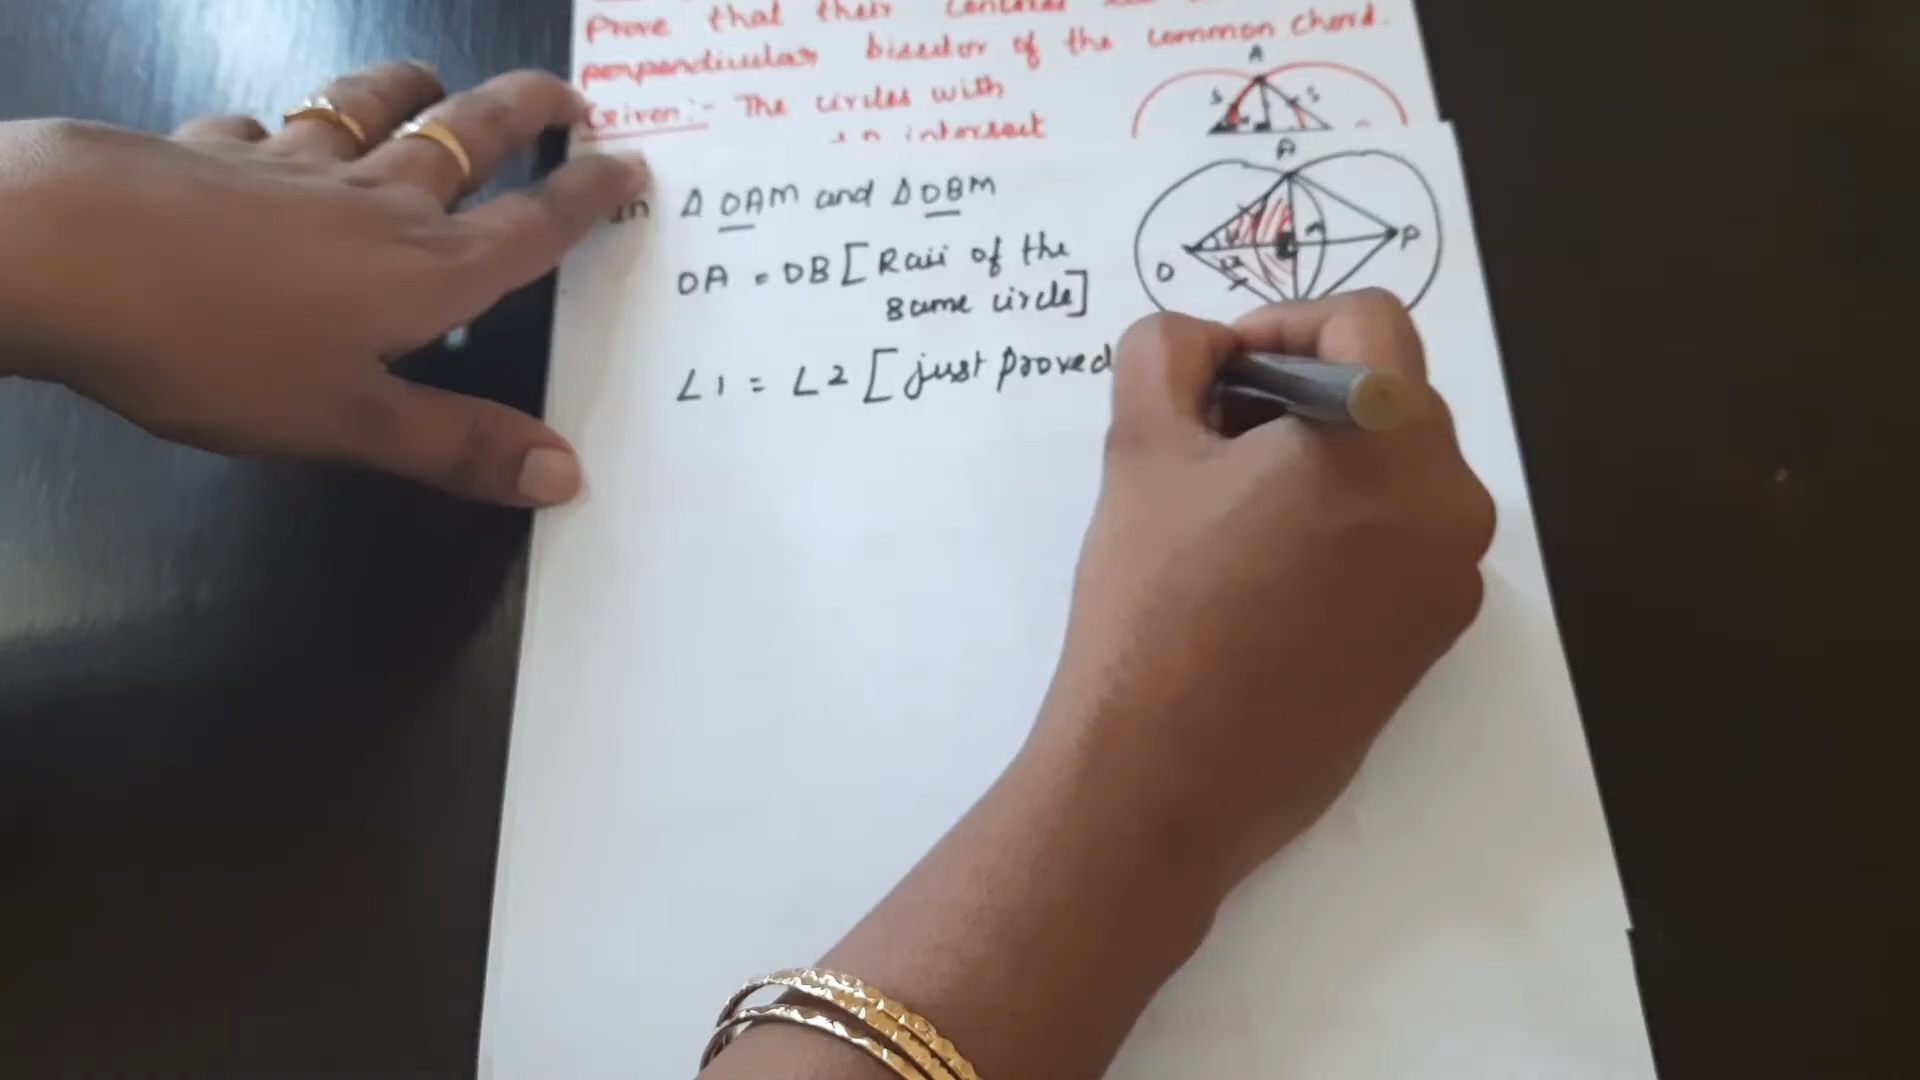 Prove that their
perpendicular bisector of the common chord.
Given:- The circles with
intersect
A
S S
In Δ OAM and Δ OBM
OA = OB [Raii of the
same circle]
∠1 = ∠2 [just proved
A
O
P